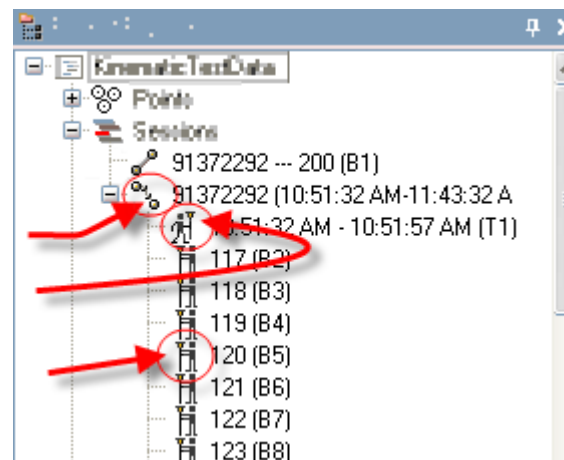 KinematicTestData
Points
Sessions
91372292 --- 200 (B1)
91372292 (10:51:32 AM-11:43:32 A
10:51:32 AM - 10:51:57 AM (T1)
117 (B2)
118 (B3)
119 (B4)
120 (B5)
121 (B6)
122 (B7)
123 (B8)